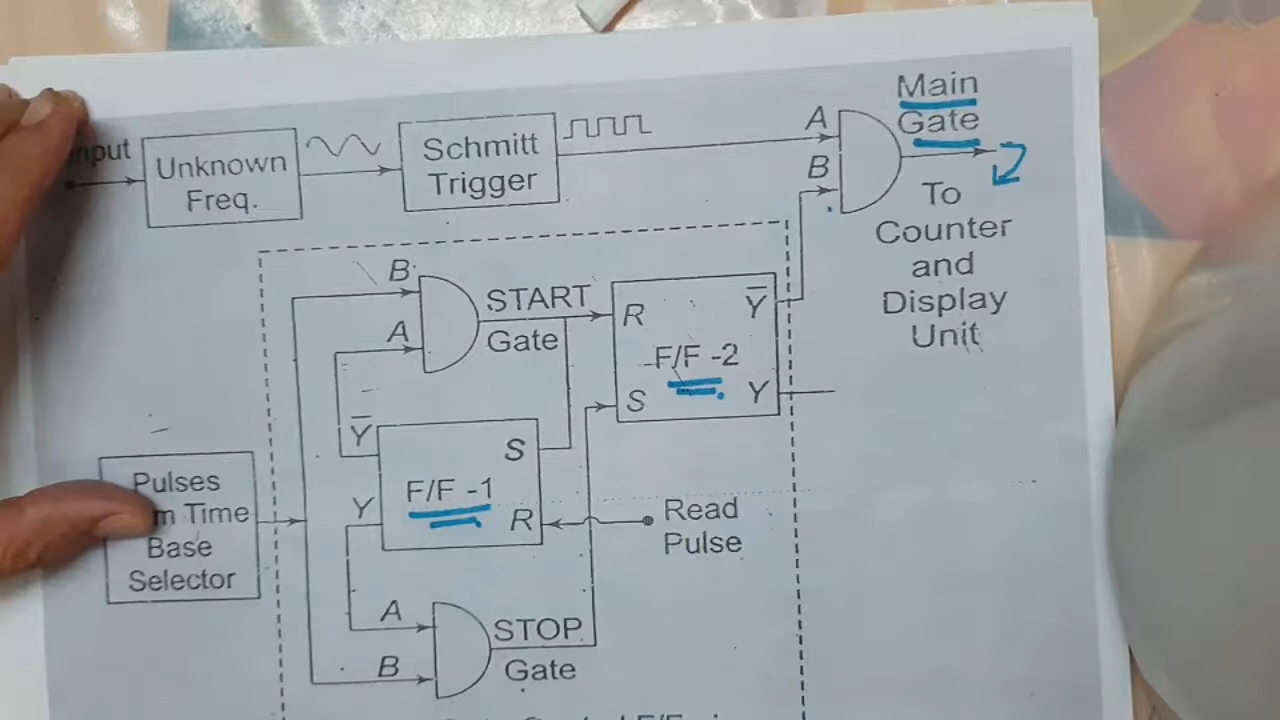 Input
Unknown
Freq.
Schmitt
Trigger
A
B
Main
Gate
To
Counter
and
Display
Unit
B
A
START
Gate
R
S
Y̅
Y
F/F -2
Y̅
Y
F/F -1
S
R
Read
Pulse
Pulses
Time
Base
Selector
A
B
STOP
Gate